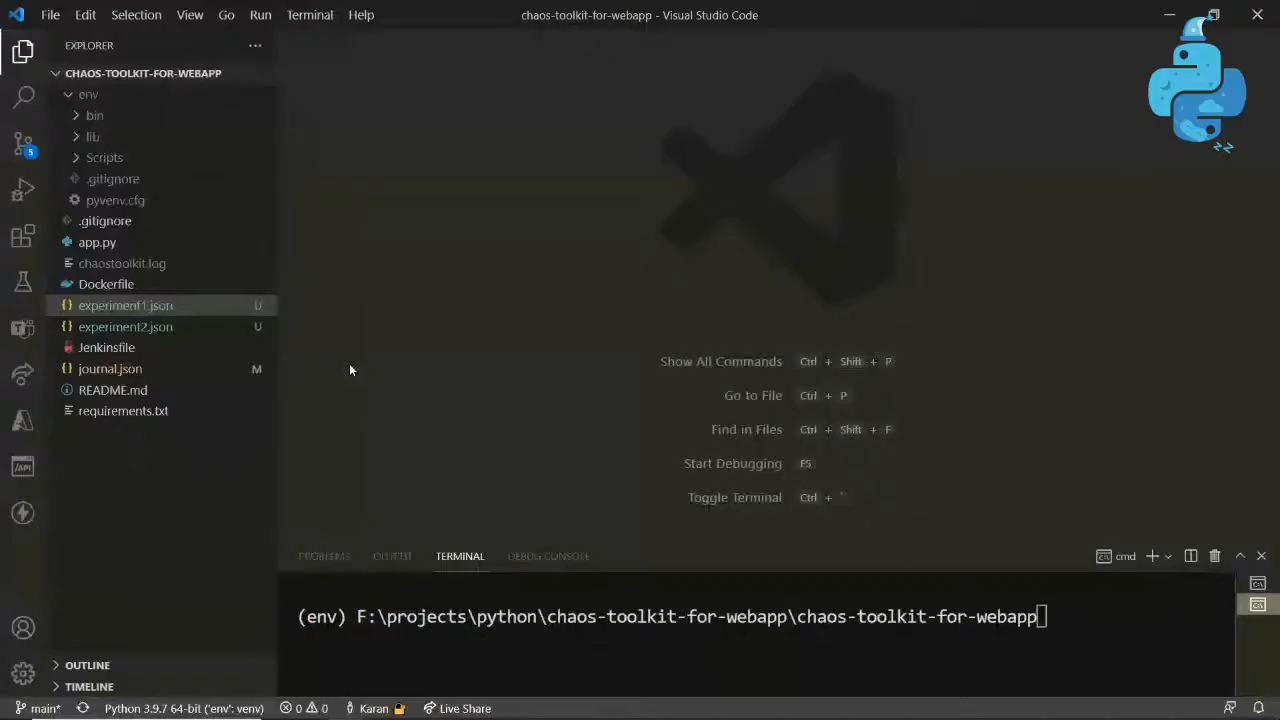 File Edit Selection View Go Run Terminal Help
chaos-toolkit-for-webapp - Visual Studio Code
EXPLORER
CHAOS-TOOLKIT-FOR-WEBAPP
env
bin
lib
Scripts
.gitignore
pyvenv.cfg
.gitignore
app.py
chaostoolkit.log
Dockerfile
experiment1.json U
experiment2.json U
Jenkinsfile
journal.json M
README.md
requirements.txt
5
/API
Show All Commands Ctrl + Shift + P
Go to File Ctrl + P
Find in Files Ctrl + Shift + F
Start Debugging F5
Toggle Terminal Ctrl + `
PROBLEMS OUTPUT TERMINAL DEBUG CONSOLE
cmd
(env) F:\projects\python\chaos-toolkit-for-webapp\chaos-toolkit-for-webapp
OUTLINE
TIMELINE
main* Python 3.9.7 64-bit ('env': venv) 0 0 Karan Live Share
zz